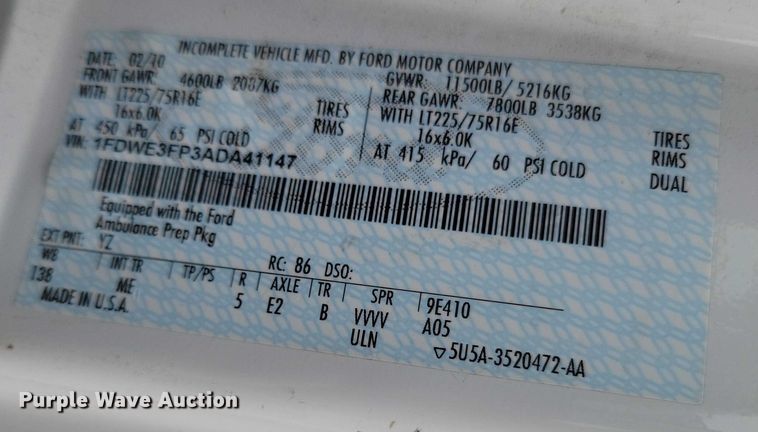 INCOMPLETE VEHICLE MFD. BY FORD MOTOR COMPANY
DATE: 02/10 GVWR: 11500LB/ 5216KG
FRONT GAWR: 4600LB 2087KG REAR GAWR: 7800LB 3538KG
WITH LT225/75R16E TIRES WITH LT225/75R16E TIRES
16x6.0K RIMS 16x6.0K RIMS
AT 450 kPa/ 65 PSI COLD AT 415 kPa/ 60 PSI COLD DUAL
VIN: 1FDWE3FP3ADA41147
Equipped with the Ford
Ambulance Prep Pkg
EXT PNT: YZ RC: 86 DSO:
WB INT TR TP/PS R AXLE TR SPR 9E410
138 ME 5 E2 B VVVV A05
ULN
MADE IN U.S.A. ▽5U5A-3520472-AA
Purple Wave Auction